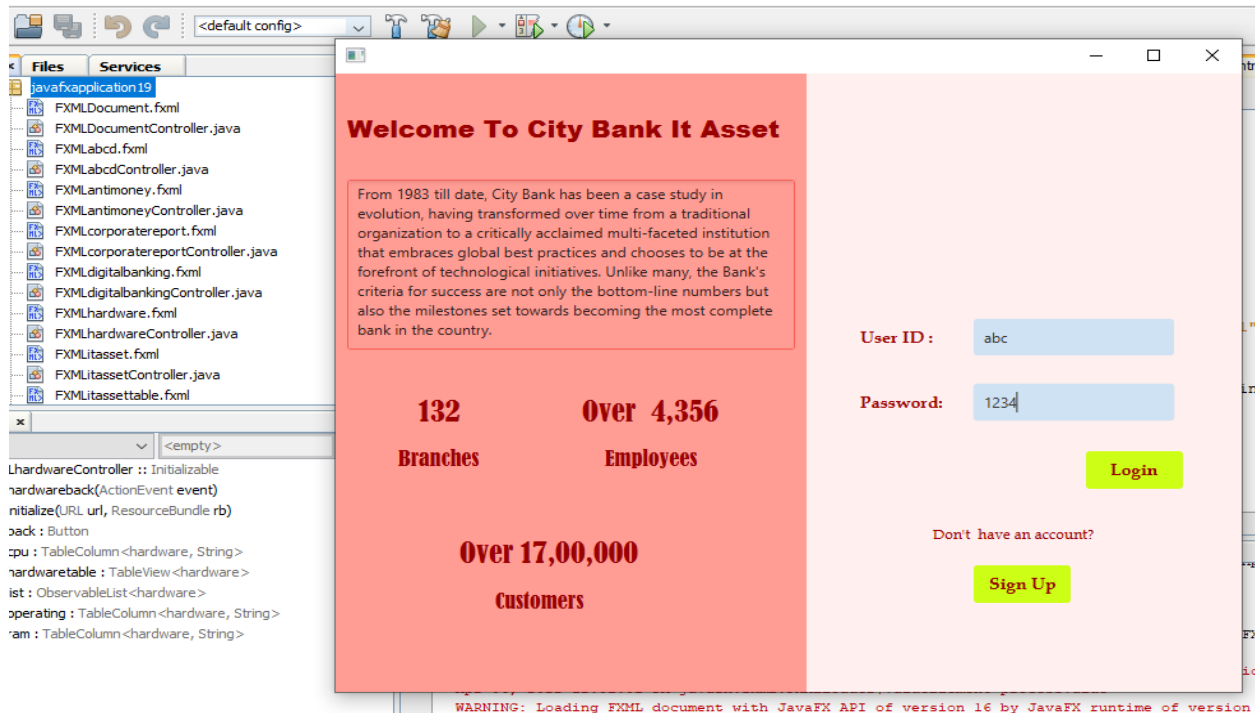 <default config>
Files Services
javafxapplication19
FXMLDocument.fxml
FXMLDocumentController.java
FXMLabcd.fxml
FXMLabcdController.java
FXMLantimoney.fxml
FXMLantimoneyController.java
FXMLcorporatereport.fxml
FXMLcorporatereportController.java
FXMLdigitalbanking.fxml
FXMLdigitalbankingController.java
FXMLhardware.fxml
FXMLhardwareController.java
FXMLitasset.fxml
FXMLitassetController.java
FXMLitassettable.fxml
<empty>
LhardwareController :: Initializable
hardwareback(ActionEvent event)
nitialize(URL url, ResourceBundle rb)
back : Button
cpu : TableColumn<hardware, String>
hardwaretable : TableView<hardware>
ist : ObservableList<hardware>
operating : TableColumn<hardware, String>
ram : TableColumn<hardware, String>
Welcome To City Bank It Asset
From 1983 till date, City Bank has been a case study in
evolution, having transformed over time from a traditional
organization to a critically acclaimed multi-faceted institution
that embraces global best practices and chooses to be at the
forefront of technological initiatives. Unlike many, the Bank's
criteria for success are not only the bottom-line numbers but
also the milestones set towards becoming the most complete
bank in the country.
132
Branches
Over 4,356
Employees
Over 17,00,000
Customers
User ID : abc
Password: 1234
Login
Don't have an account?
Sign Up
WARNING: Loading FXML document with JavaFX API of version 16 by JavaFX runtime of version